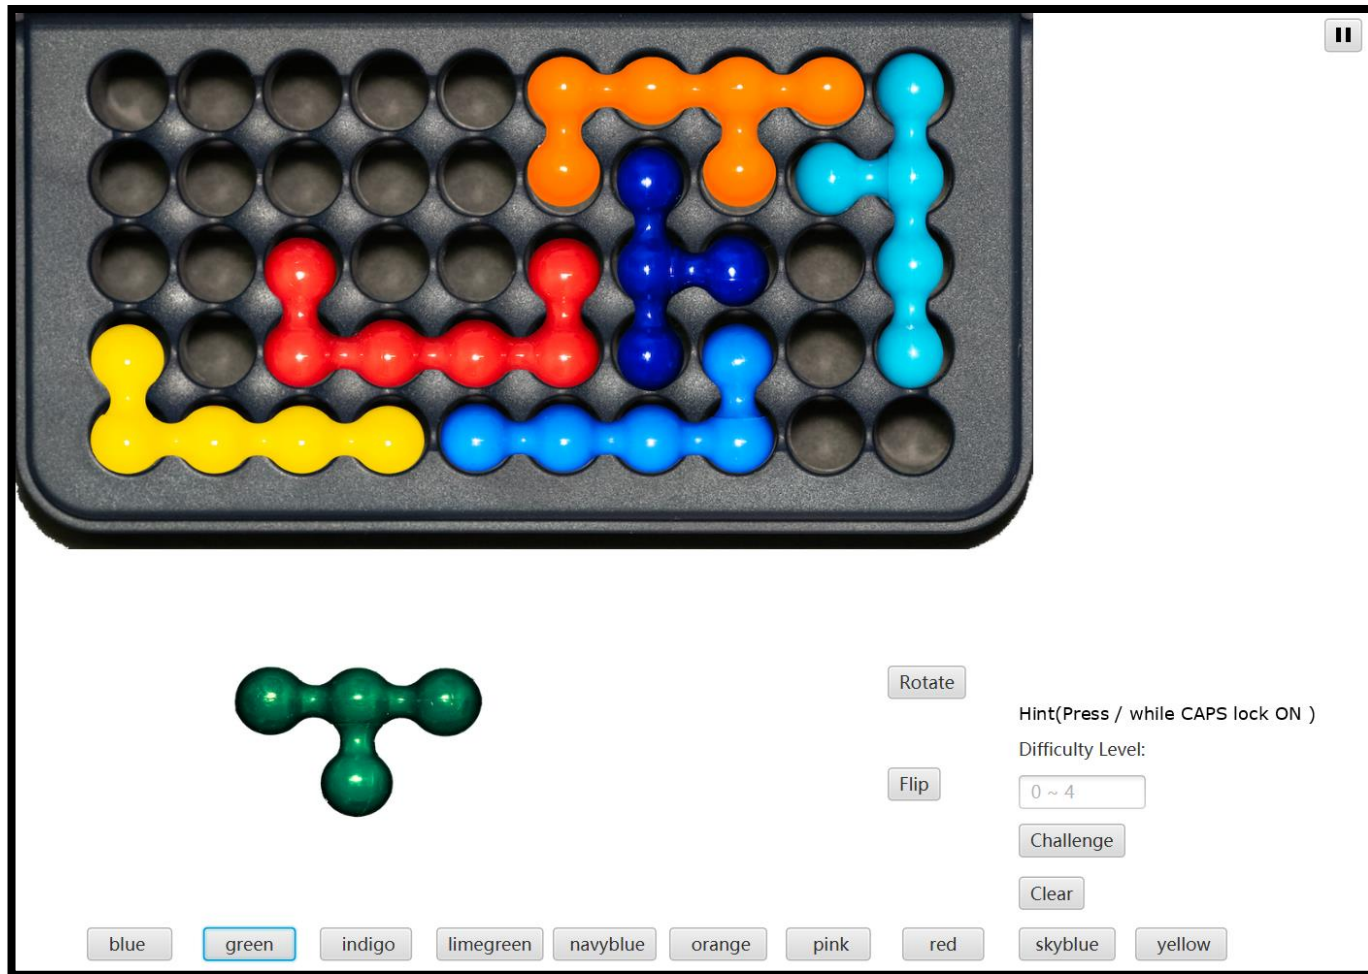 Rotate
Hint(Press / while CAPS lock ON )
Difficulty Level:
Flip
0 ~ 4
Challenge
Clear
blue green indigo limegreen navyblue orange pink red skyblue yellow